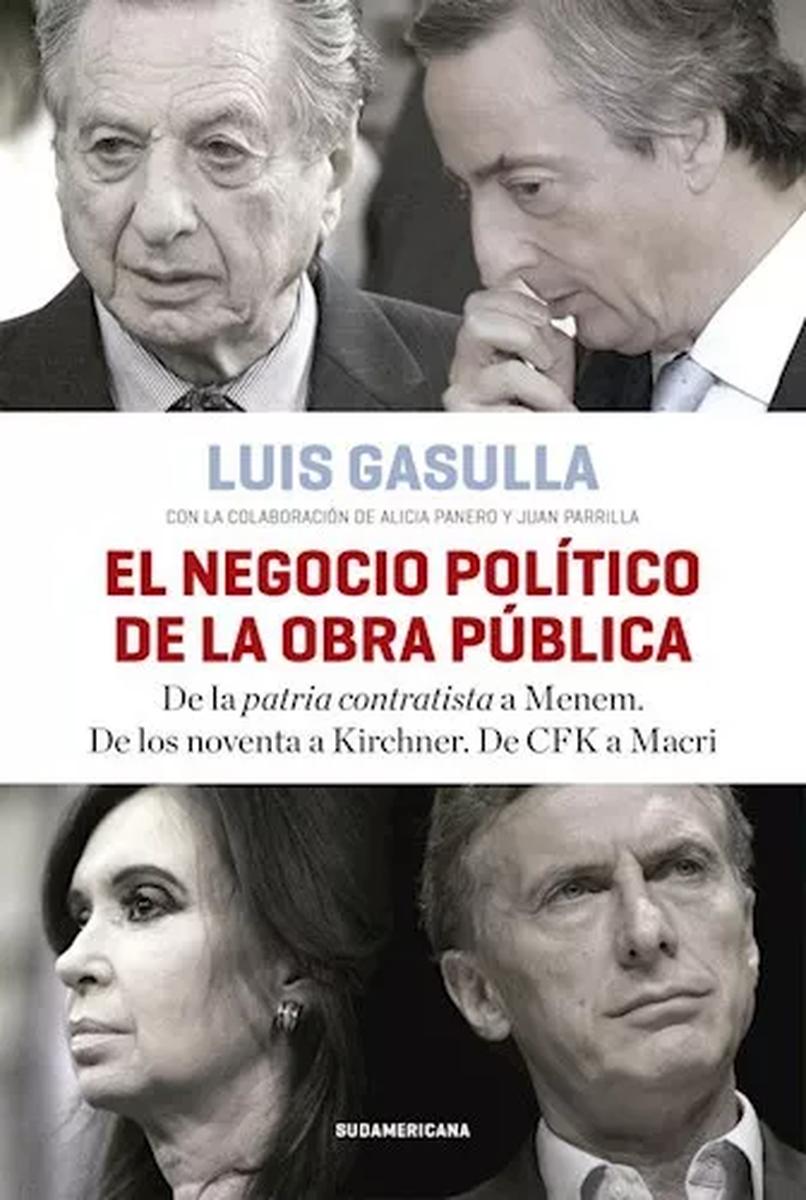 LUIS GASULLA
CON LA COLABORACIÓN DE ALICIA PANERO Y JUAN PARRILLA
EL NEGOCIO POLÍTICO
DE LA OBRA PÚBLICA
De la patria contratista a Menem.
De los noventa a Kirchner. De CFK a Macri
SUDAMERICANA